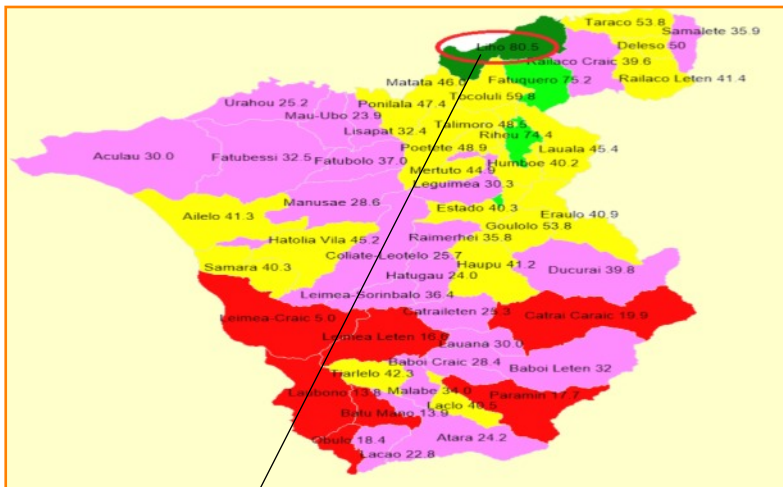 Taraco 53.8
Samalete 35.9
Liho 80.5
Deleso 50
Railaco Craic 39.6
Matata 46.0
Fatuquero 75.2
Railaco Leten 41.4
Urahou 25.2
Ponilala 47.4
Tocoluli 59.8
Mau-Ubo 23.9
Lisapat 32.4
Talimoro 48.5
Riheu 74.4
Aculau 30.0
Fatubessi 32.5
Fatubolo 37.0
Poetete 48.9
Lauala 45.4
Humboe 40.2
Mertuto 44.9
Leguimea 30.3
Manusae 28.6
Ailelo 41.3
Estado 40.3
Eraulo 40.9
Goulolo 53.8
Hatolia Vila 45.2
Raimerhei 35.8
Coliate-Leotelo 25.7
Samara 40.3
Haupu 41.2
Ducurai 39.8
Hatugau 24.0
Leimea-Sorinbalo 36.4
Leimea-Craic 5.0
Catraileten 25.3
Catrai Caraic 19.9
Leimea Leten 16.6
Lauana 30.0
Baboi Craic 28.4
Baboi Leten 32
42.3
Malabe 34.0
13.8
Laclo 40.5
Paramin 17.7
Batu Mano 13.9
Obulo 18.4
Atara 24.2
Lacao 22.8